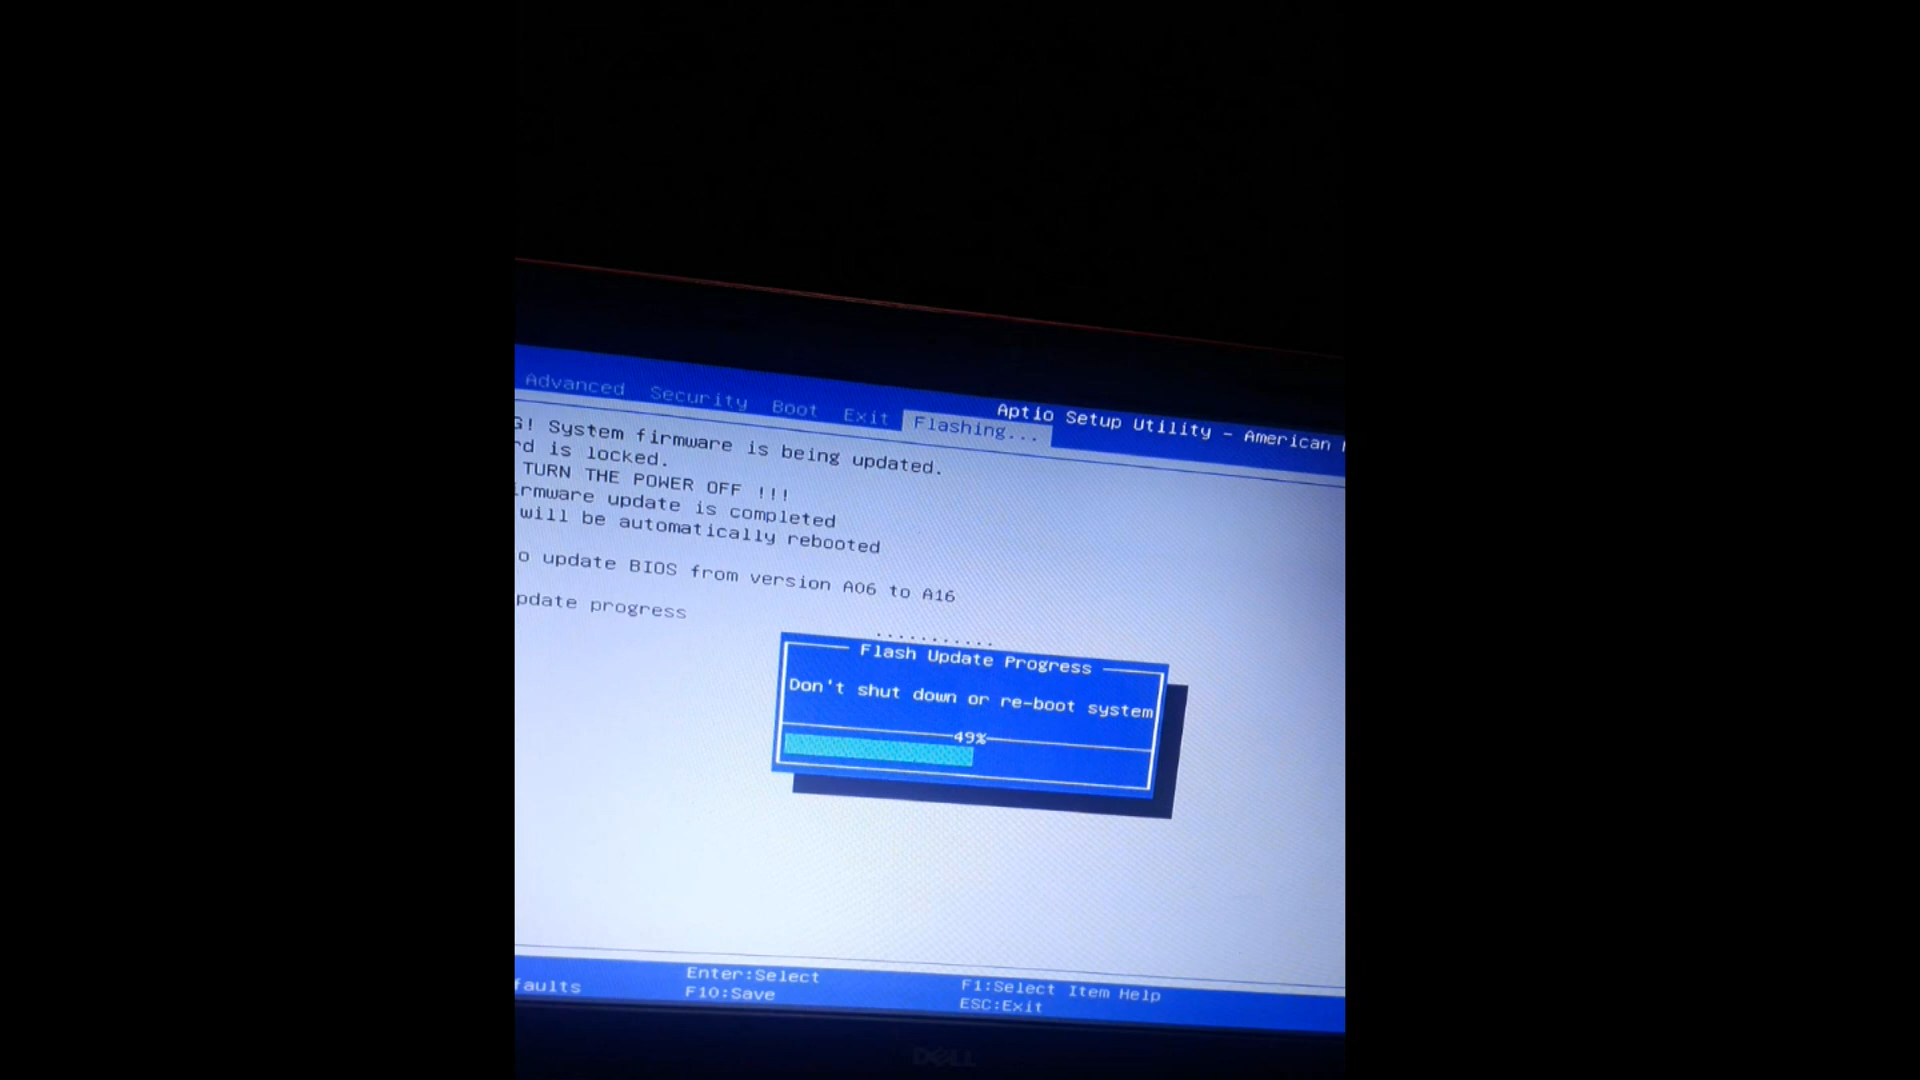 Aptio Setup Utility - American
Advanced Security Boot Exit Flashing...
G! System firmware is being updated.
rd is locked.
TURN THE POWER OFF !!!
irmware update is completed
will be automatically rebooted
o update BIOS from version A06 to A16
pdate progress
...........
Flash Update Progress
Don't shut down or re-boot system
49%
faults
Enter:Select
F10:Save
F1:Select Item Help
ESC:Exit
DELL